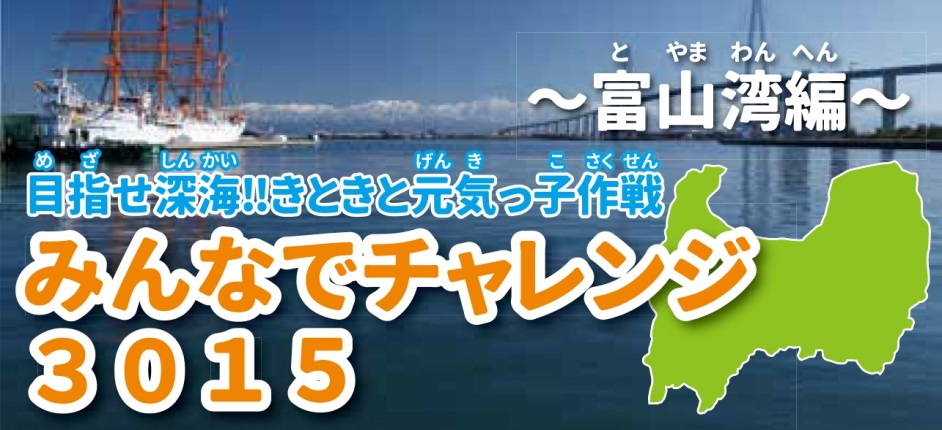 と やま わん へん
～富山湾編～
め ざ しん かい げん き こ さく せん
目指せ深海!!きときと元気っ子作戦
みんなでチャレンジ
３０１５